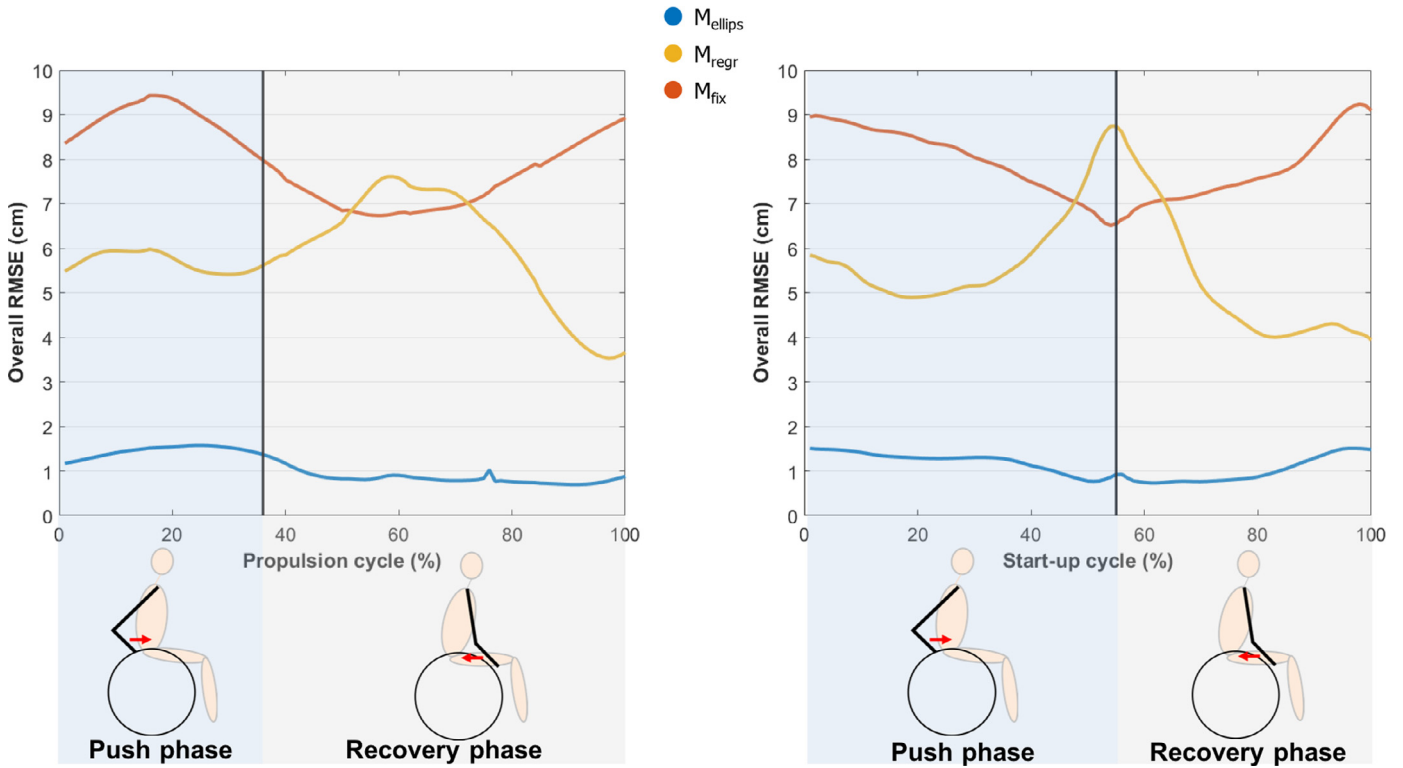 M_ellips
M_regr
M_fix
10
9
8
7
6
5
4
3
2
1
0
Overall RMSE (cm)
0 20 40 60 80 100
Propulsion cycle (%)
Push phase
Recovery phase
10
9
8
7
6
5
4
3
2
1
0
Overall RMSE (cm)
0 20 40 60 80 100
Start-up cycle (%)
Push phase
Recovery phase